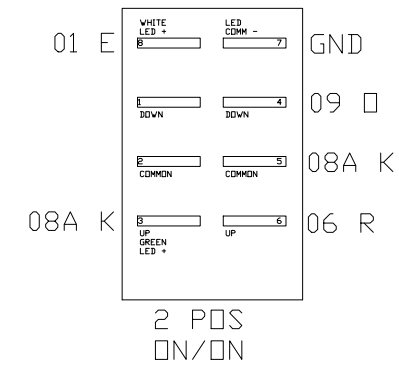 WHITE LED
LED + COMM -
01 E 8 7 GND
1 4 09 O
DOWN DOWN
2 5 08A K
COMMON COMMON
08A K 3 6 06 R
UP UP
GREEN
LED +
2 POS
ON/ON